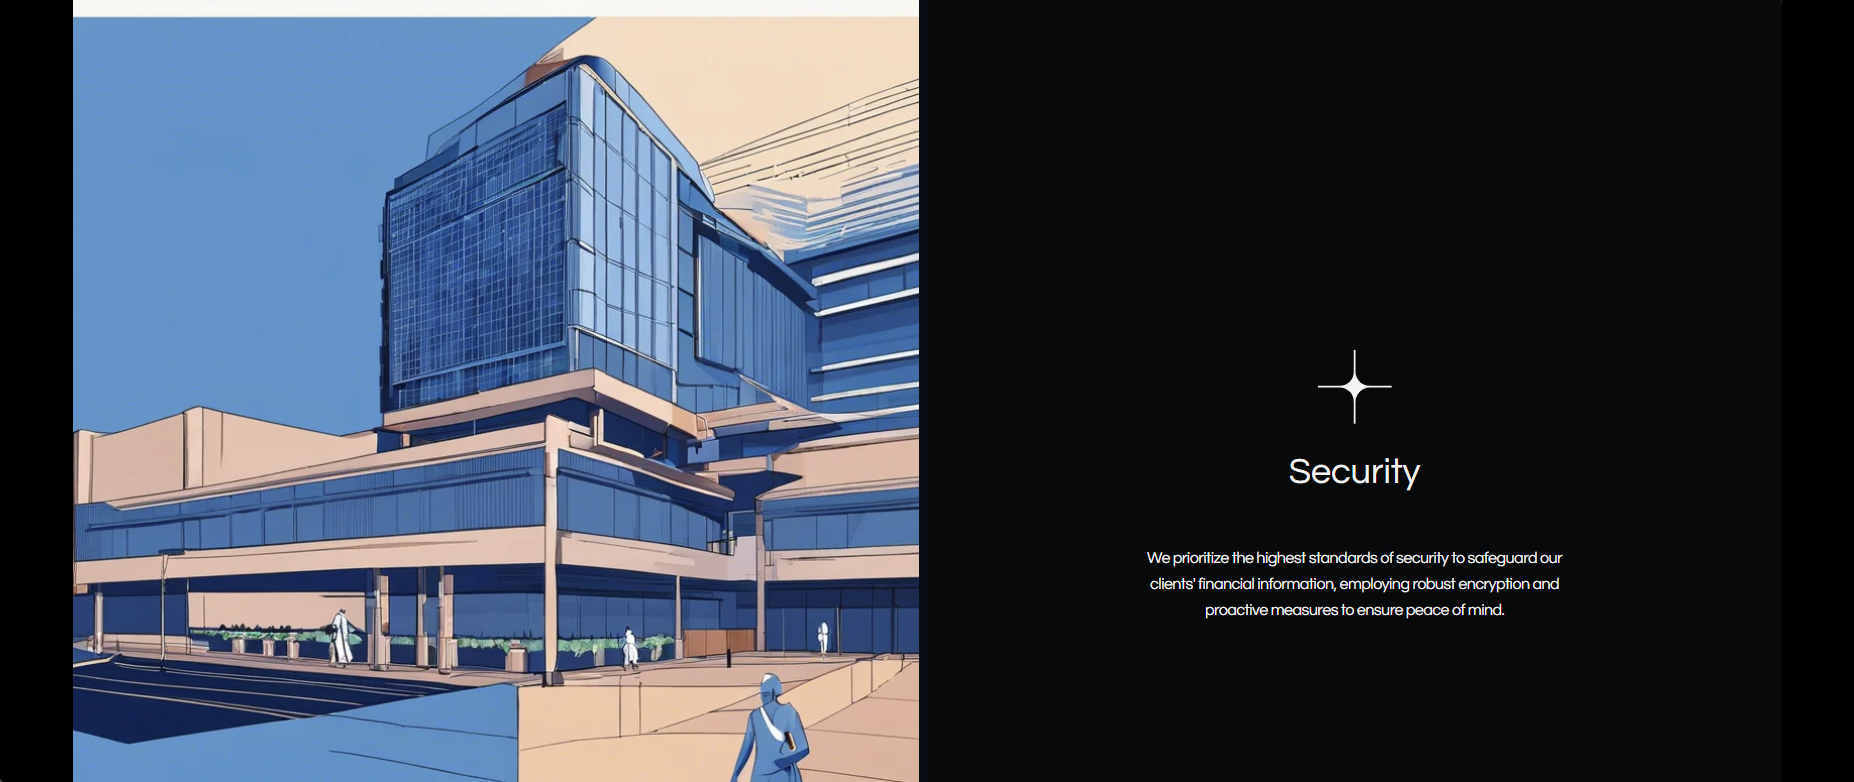 Security
We prioritize the highest standards of security to safeguard our
clients' financial information, employing robust encryption and
proactive measures to ensure peace of mind.